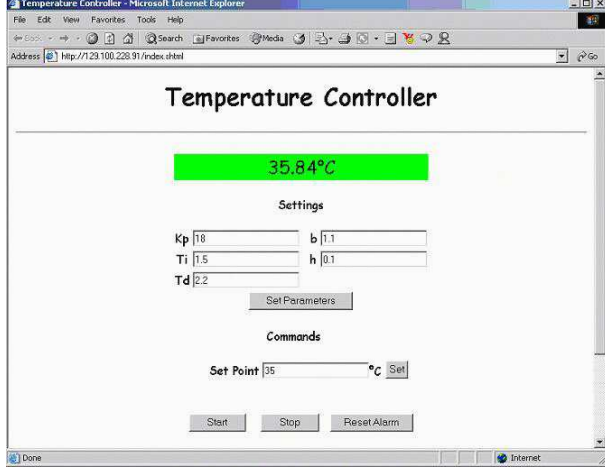 Temperature Controller - Microsoft Internet Explorer
File Edit View Favorites Tools Help
Back Search Favorites Media
Address http://129.100.228.91/index.shtml Go
Temperature Controller
35.84°C
Settings
Kp 18 b 1.1
Ti 1.5 h 0.1
Td 2.2
Set Parameters
Commands
Set Point 35 °C Set
Start Stop Reset Alarm
Done Internet